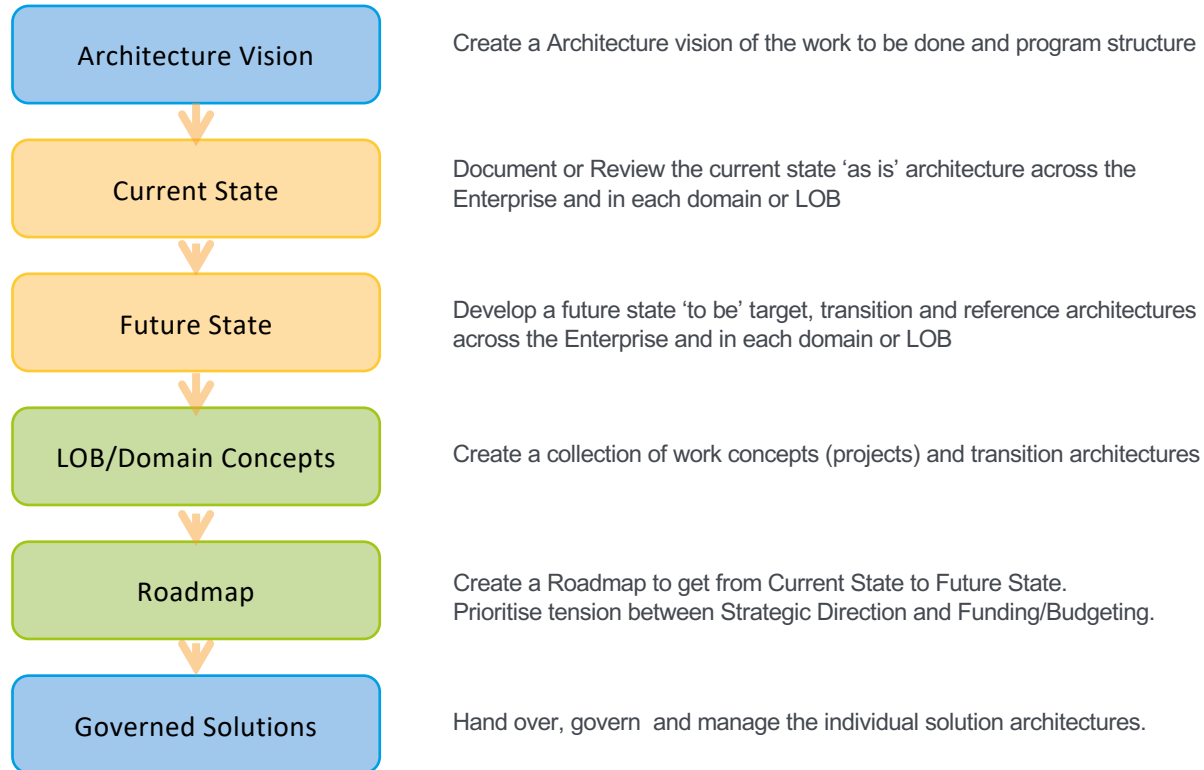 Architecture Vision
Create a Architecture vision of the work to be done and program structure
Current State
Document or Review the current state ‘as is’ architecture across the
Enterprise and in each domain or LOB
Future State
Develop a future state ‘to be’ target, transition and reference architectures
across the Enterprise and in each domain or LOB
LOB/Domain Concepts
Create a collection of work concepts (projects) and transition architectures
Roadmap
Create a Roadmap to get from Current State to Future State.
Prioritise tension between Strategic Direction and Funding/Budgeting.
Governed Solutions
Hand over, govern  and manage the individual solution architectures.